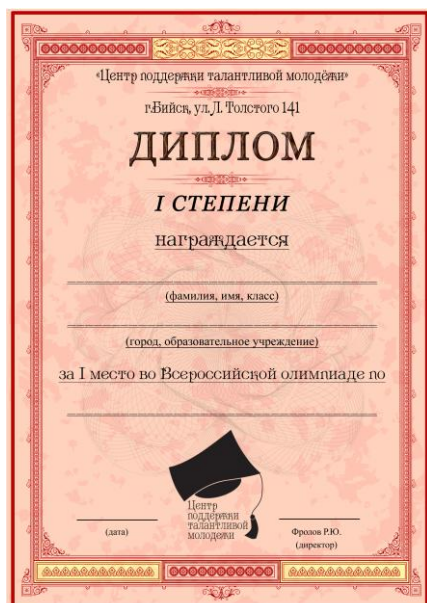 «Центр поддержки талантливой молодёжи»
г.Бийск, ул. Л. Толстого 141
ДИПЛОМ
I СТЕПЕНИ
награждается
(фамилия, имя, класс)
(город, образовательное учреждение)
за I место во Всероссийской олимпиаде по
Центр
поддержки
талантливой
молодежи
(дата)
Фролов Р.Ю.
(директор)